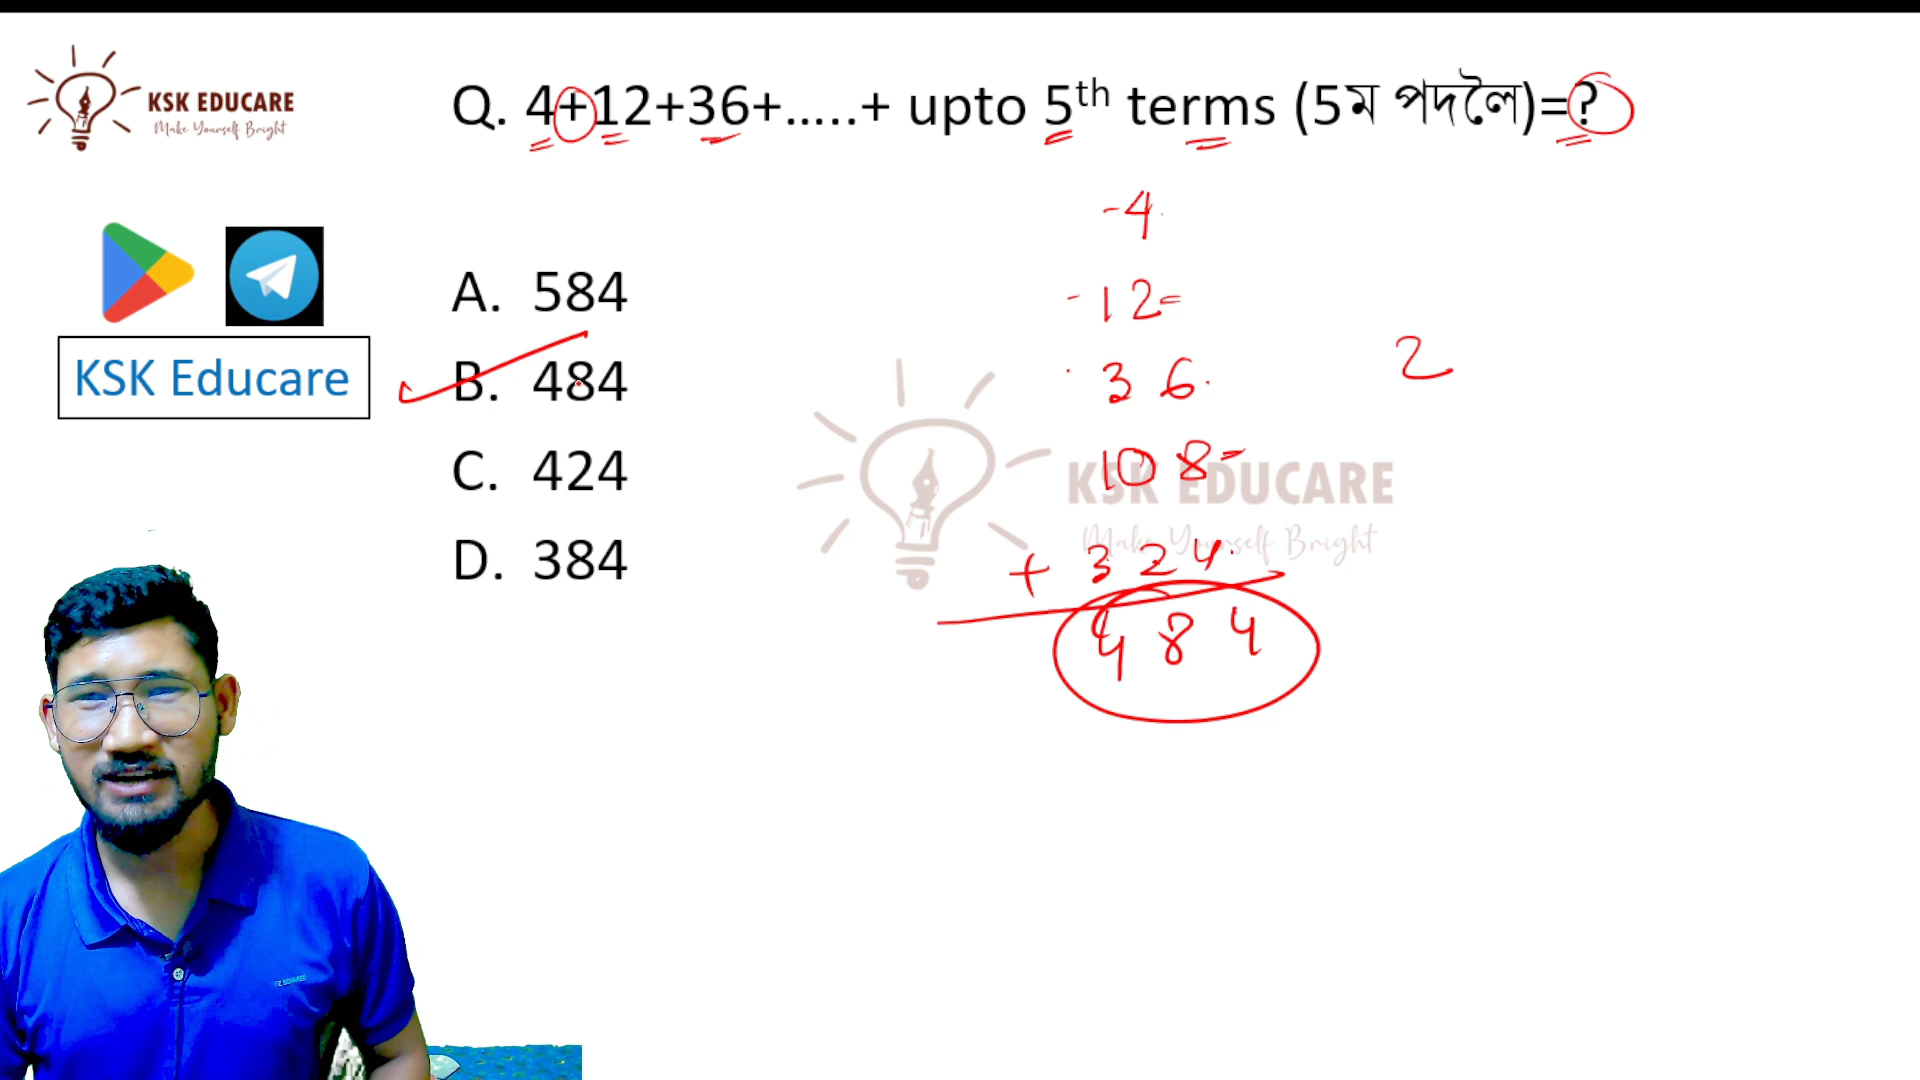 KSK EDUCARE
Make Yourself Bright
Q. 4+12+36+.....+ upto 5th terms (5ম পদলৈ)=?
KSK Educare
A. 584
B. 484
C. 424
D. 384
-4
-12=
36
108=
+ 324
484
2
KSK EDUCARE
Make Yourself Bright